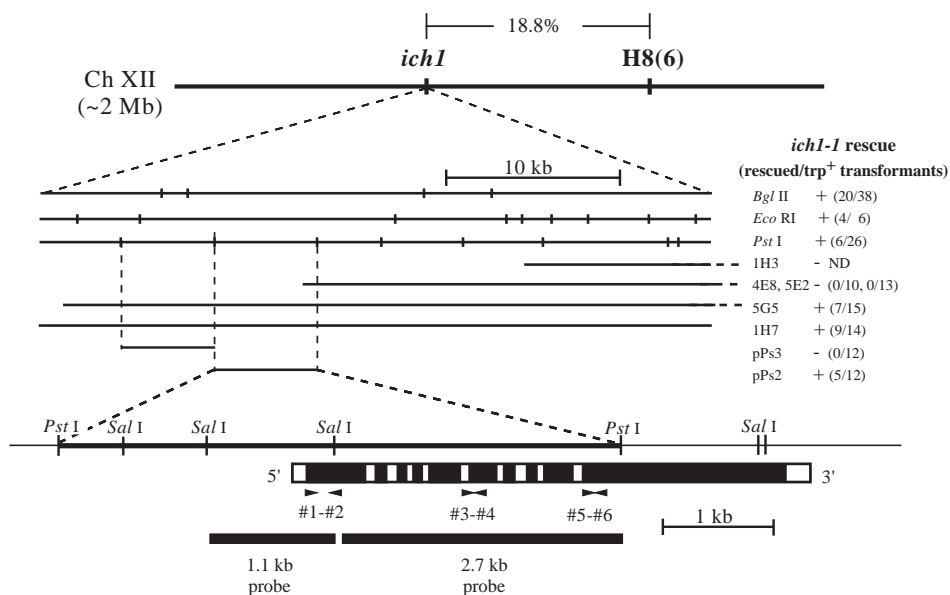 18.8%
ich1
H8(6)
Ch XII
(~2 Mb)
10 kb
ich1-1 rescue
(rescued/trp+ transformants)
Bgl II + (20/38)
Eco RI + (4/ 6)
Pst I + (6/26)
1H3 - ND
4E8, 5E2 - (0/10, 0/13)
5G5 + (7/15)
1H7 + (9/14)
pPs3 - (0/12)
pPs2 + (5/12)
Pst I Sal I Sal I Sal I Pst I Sal I
5' 3'
#1-#2 #3-#4 #5-#6
1 kb
1.1 kb
probe
2.7 kb
probe